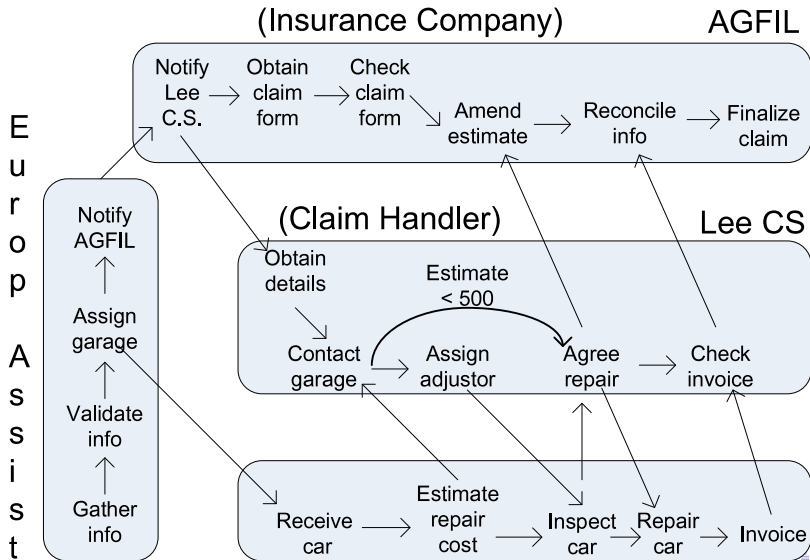 (Insurance Company) AGFIL
Notify
Lee
C.S.
Obtain
claim
form
Check
claim
form
Amend
estimate
Reconcile
info
Finalize
claim
Europ Assist
Notify
AGFIL
Assign
garage
Validate
info
Gather
info
(Claim Handler) Lee CS
Obtain
details
Estimate
< 500
Contact
garage
Assign
adjustor
Agree
repair
Check
invoice
Receive
car
Estimate
repair
cost
Inspect
car
Repair
car
Invoice